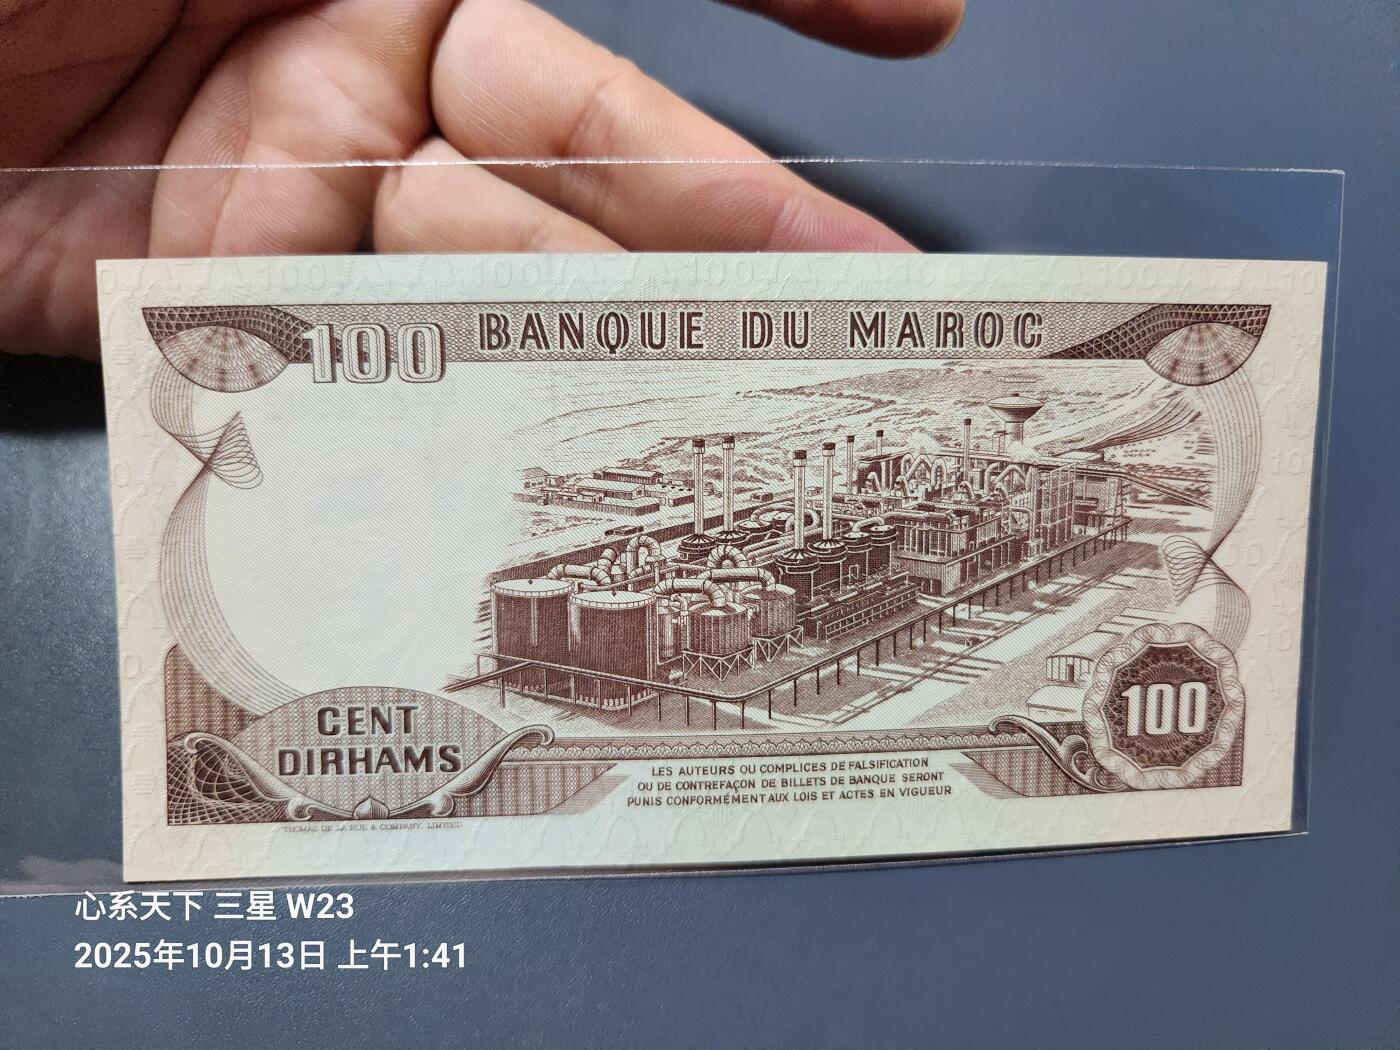 100 BANQUE DU MAROC
CENT
DIRHAMS
100
LES AUTEURS OU COMPLICES DE FALSIFICATION
OU DE CONTREFAÇON DE BILLETS DE BANQUE SERONT
PUNIS CONFORMÉMENT AUX LOIS ET ACTES EN VIGUEUR
THOMAS DE LA RUE & COMPANY, LIMITED
心系天下 三星 W23
2025年10月13日 上午1:41